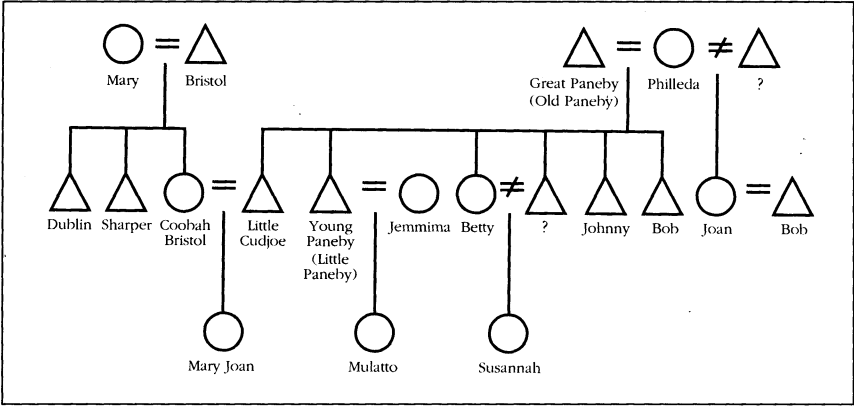 Mary
Bristol
Great Paneby
(Old Paneby)
Philleda
?
Dublin
Sharper
Coobah
Bristol
Little
Cudjoe
Young
Paneby
(Little
Paneby)
Jemmima
Betty
?
Johnny
Bob
Joan
Bob
Mary Joan
Mulatto
Susannah